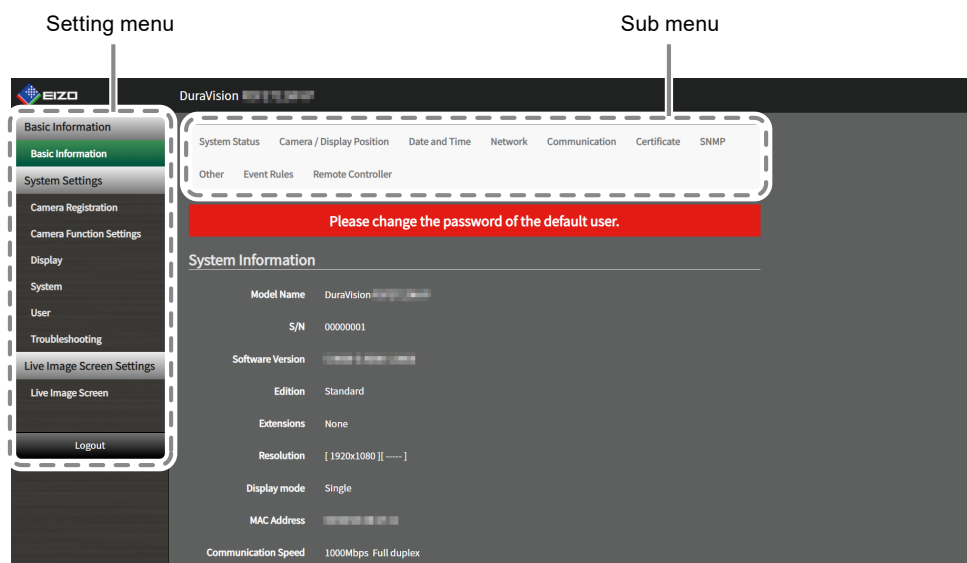 Setting menu
Sub menu
EIZO
DuraVision
Basic Information
Basic Information
System Settings
Camera Registration
Camera Function Settings
Display
System
User
Troubleshooting
Live Image Screen Settings
Live Image Screen
Logout
System Status Camera / Display Position Date and Time Network Communication Certificate SNMP
Other Event Rules Remote Controller
Please change the password of the default user.
System Information
Model Name DuraVision
S/N 00000001
Software Version
Edition Standard
Extensions None
Resolution [ 1920x1080 ][ ----- ]
Display mode Single
MAC Address
Communication Speed 1000Mbps Full duplex